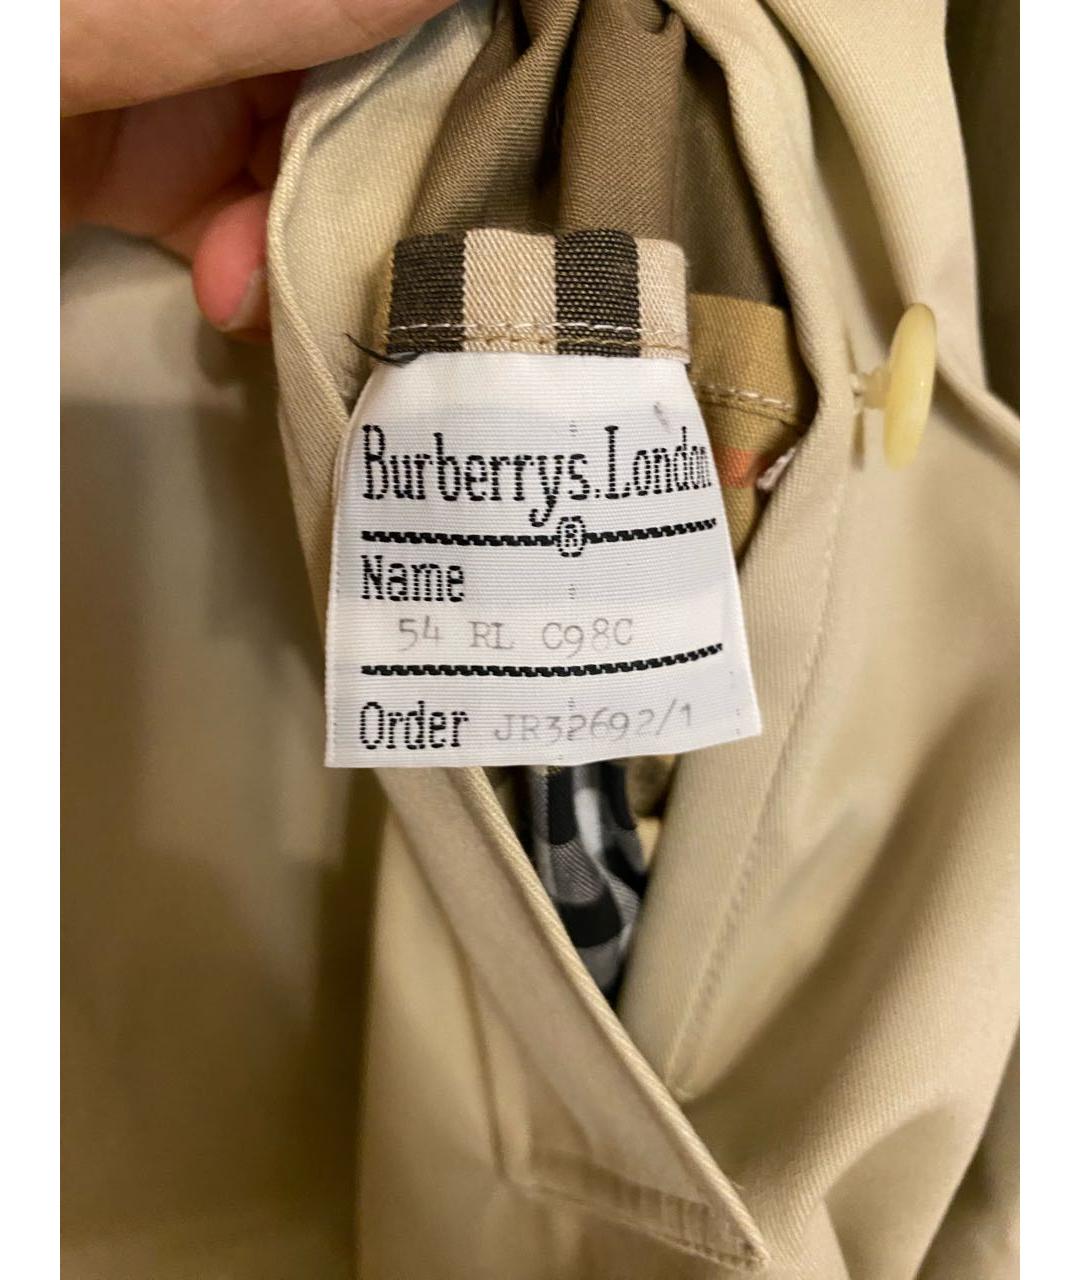 Burberrys.London
®
Name
54 RL C98C
Order JR32692/1